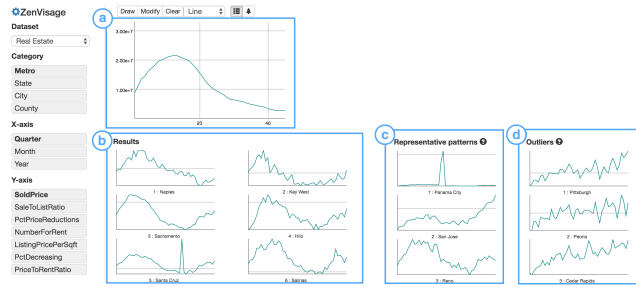 ZenVisage
Dataset
Real Estate
Category
Metro
State
City
County
X-axis
Quarter
Month
Year
Y-axis
SoldPrice
SaleToListRatio
PctPriceReductions
NumberForRent
ListingPricePerSqft
PctDecreasing
PriceToRentRatio
Draw Modify Clear Line
a
3.00e+7
2.00e+7
1.00e+7
20 40
b
Results
1 : Naples
2 : Key West
3 : Sacromento
4 : Hilo
5 : Santa Cruz
6 : Salinas
c
Representative patterns ?
1 : Panama City
2 : San Jose
3 : Reno
d
Outliers ?
1 : Pittsburgh
2 : Peoria
3 : Cedar Rapids